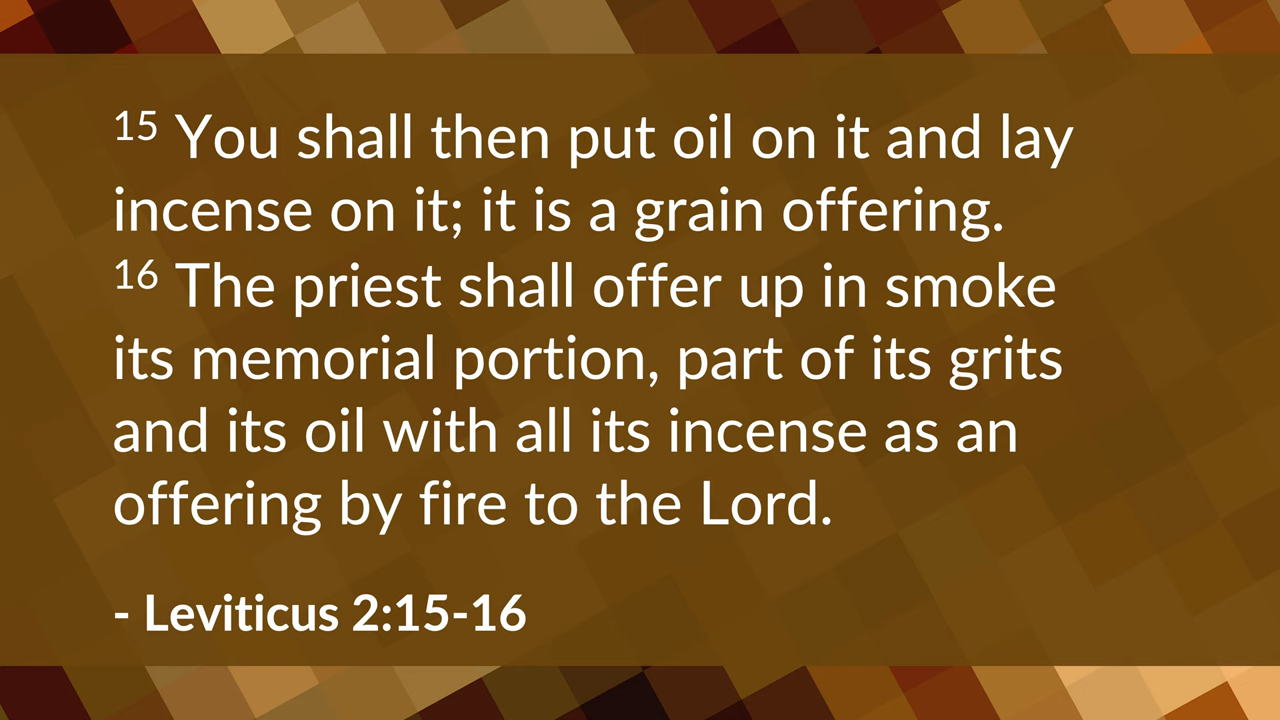 15 You shall then put oil on it and lay
incense on it; it is a grain offering.
16 The priest shall offer up in smoke
its memorial portion, part of its grits
and its oil with all its incense as an
offering by fire to the Lord.
- Leviticus 2:15-16